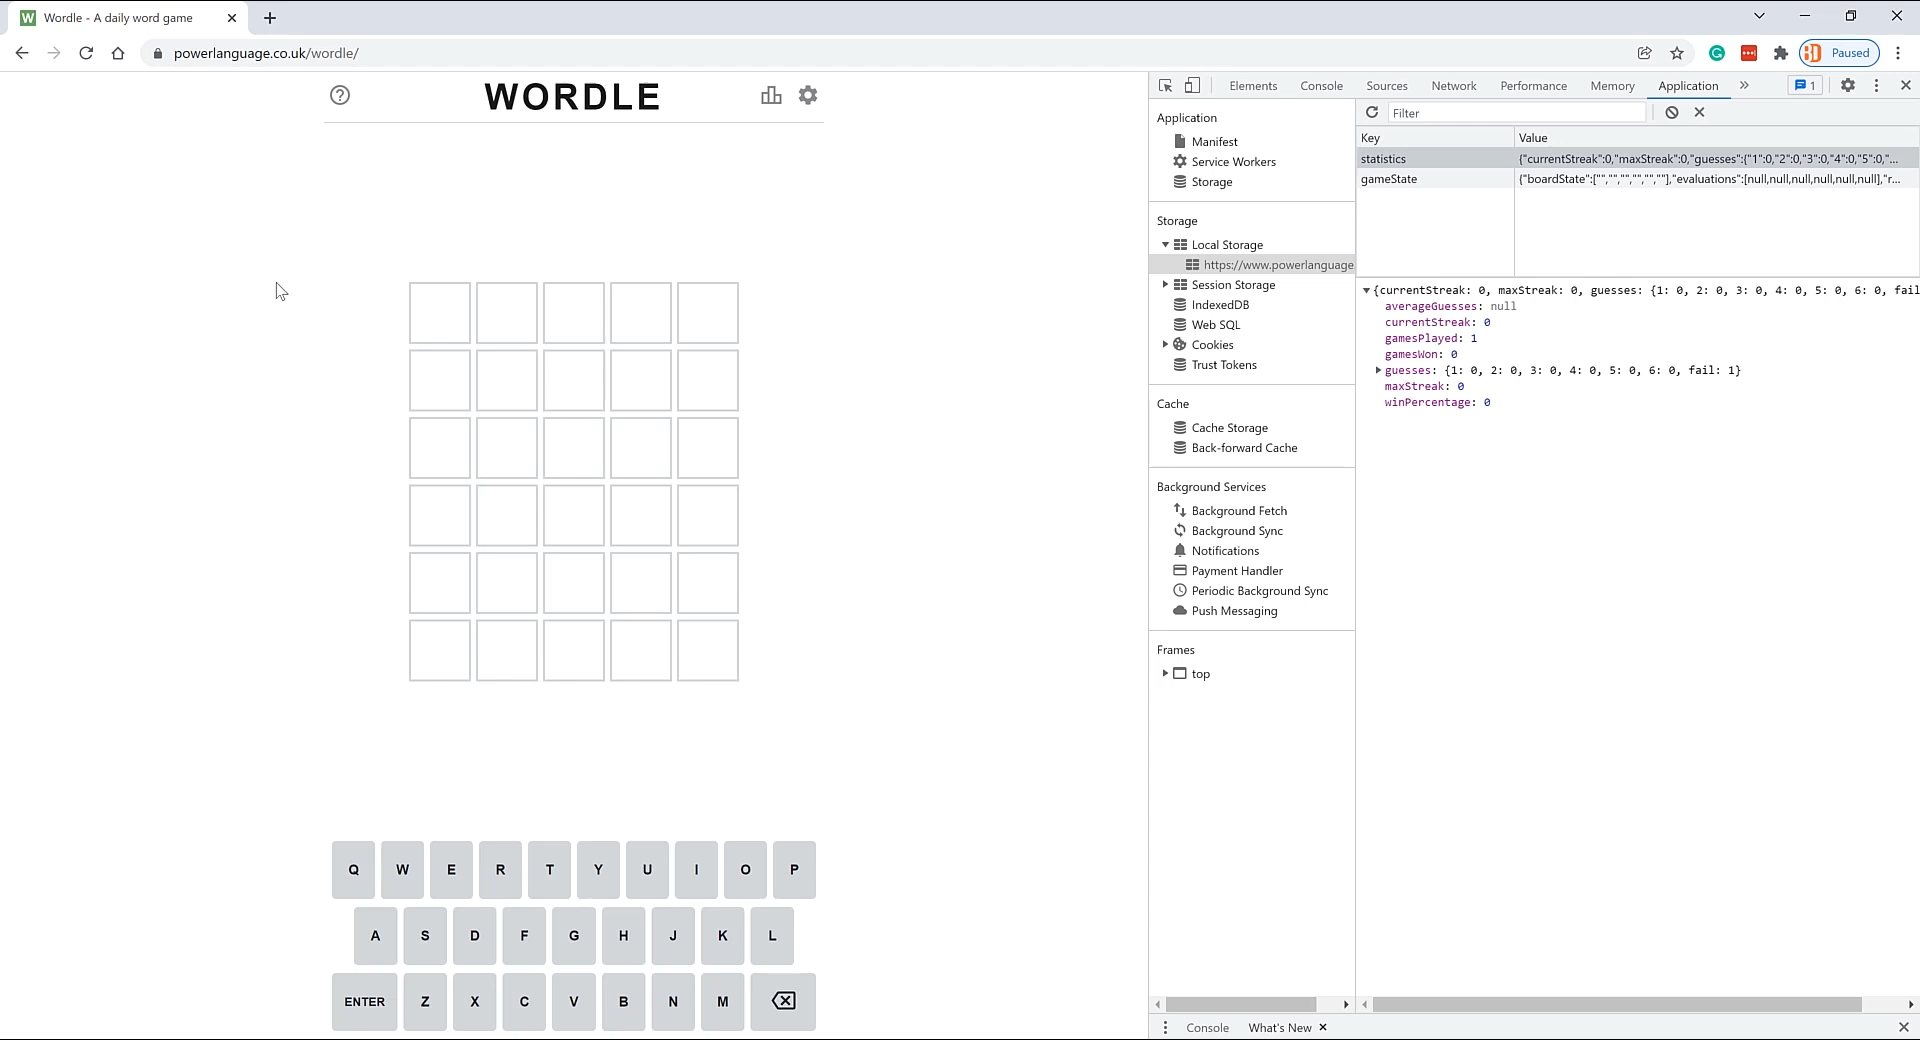 W Wordle - A daily word game
powerlanguage.co.uk/wordle/
Paused
WORDLE
Elements Console Sources Network Performance Memory Application 1
Application
Manifest
Service Workers
Storage
Storage
Local Storage
https://www.powerlanguage
Session Storage
IndexedDB
Web SQL
Cookies
Trust Tokens
Cache
Cache Storage
Back-forward Cache
Background Services
Background Fetch
Background Sync
Notifications
Payment Handler
Periodic Background Sync
Push Messaging
Frames
top
Filter
Key Value
statistics {"currentStreak":0,"maxStreak":0,"guesses":{"1":0,"2":0,"3":0,"4":0,"5":0,"...
gameState {"boardState":["","","","","",""],"evaluations":[null,null,null,null,null,null],"r...
{currentStreak: 0, maxStreak: 0, guesses: {1: 0, 2: 0, 3: 0, 4: 0, 5: 0, 6: 0, fail
averageGuesses: null
currentStreak: 0
gamesPlayed: 1
gamesWon: 0
guesses: {1: 0, 2: 0, 3: 0, 4: 0, 5: 0, 6: 0, fail: 1}
maxStreak: 0
winPercentage: 0
Q W E R T Y U I O P
A S D F G H J K L
ENTER Z X C V B N M
Console What's New